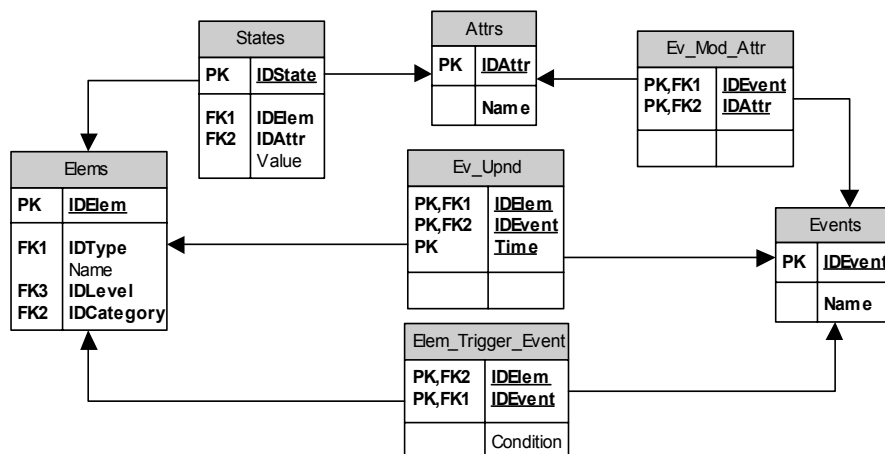 States
PK IDState
FK1 IDElem
FK2 IDAttr
Value
Attrs
PK IDAttr
Name
Ev_Mod_Attr
PK,FK1 IDEvent
PK,FK2 IDAttr
Elems
PK IDElem
FK1 IDType
Name
FK3 IDLevel
FK2 IDCategory
Ev_Upnd
PK,FK1 IDElem
PK,FK2 IDEvent
PK Time
Events
PK IDEvent
Name
Elem_Trigger_Event
PK,FK2 IDElem
PK,FK1 IDEvent
Condition